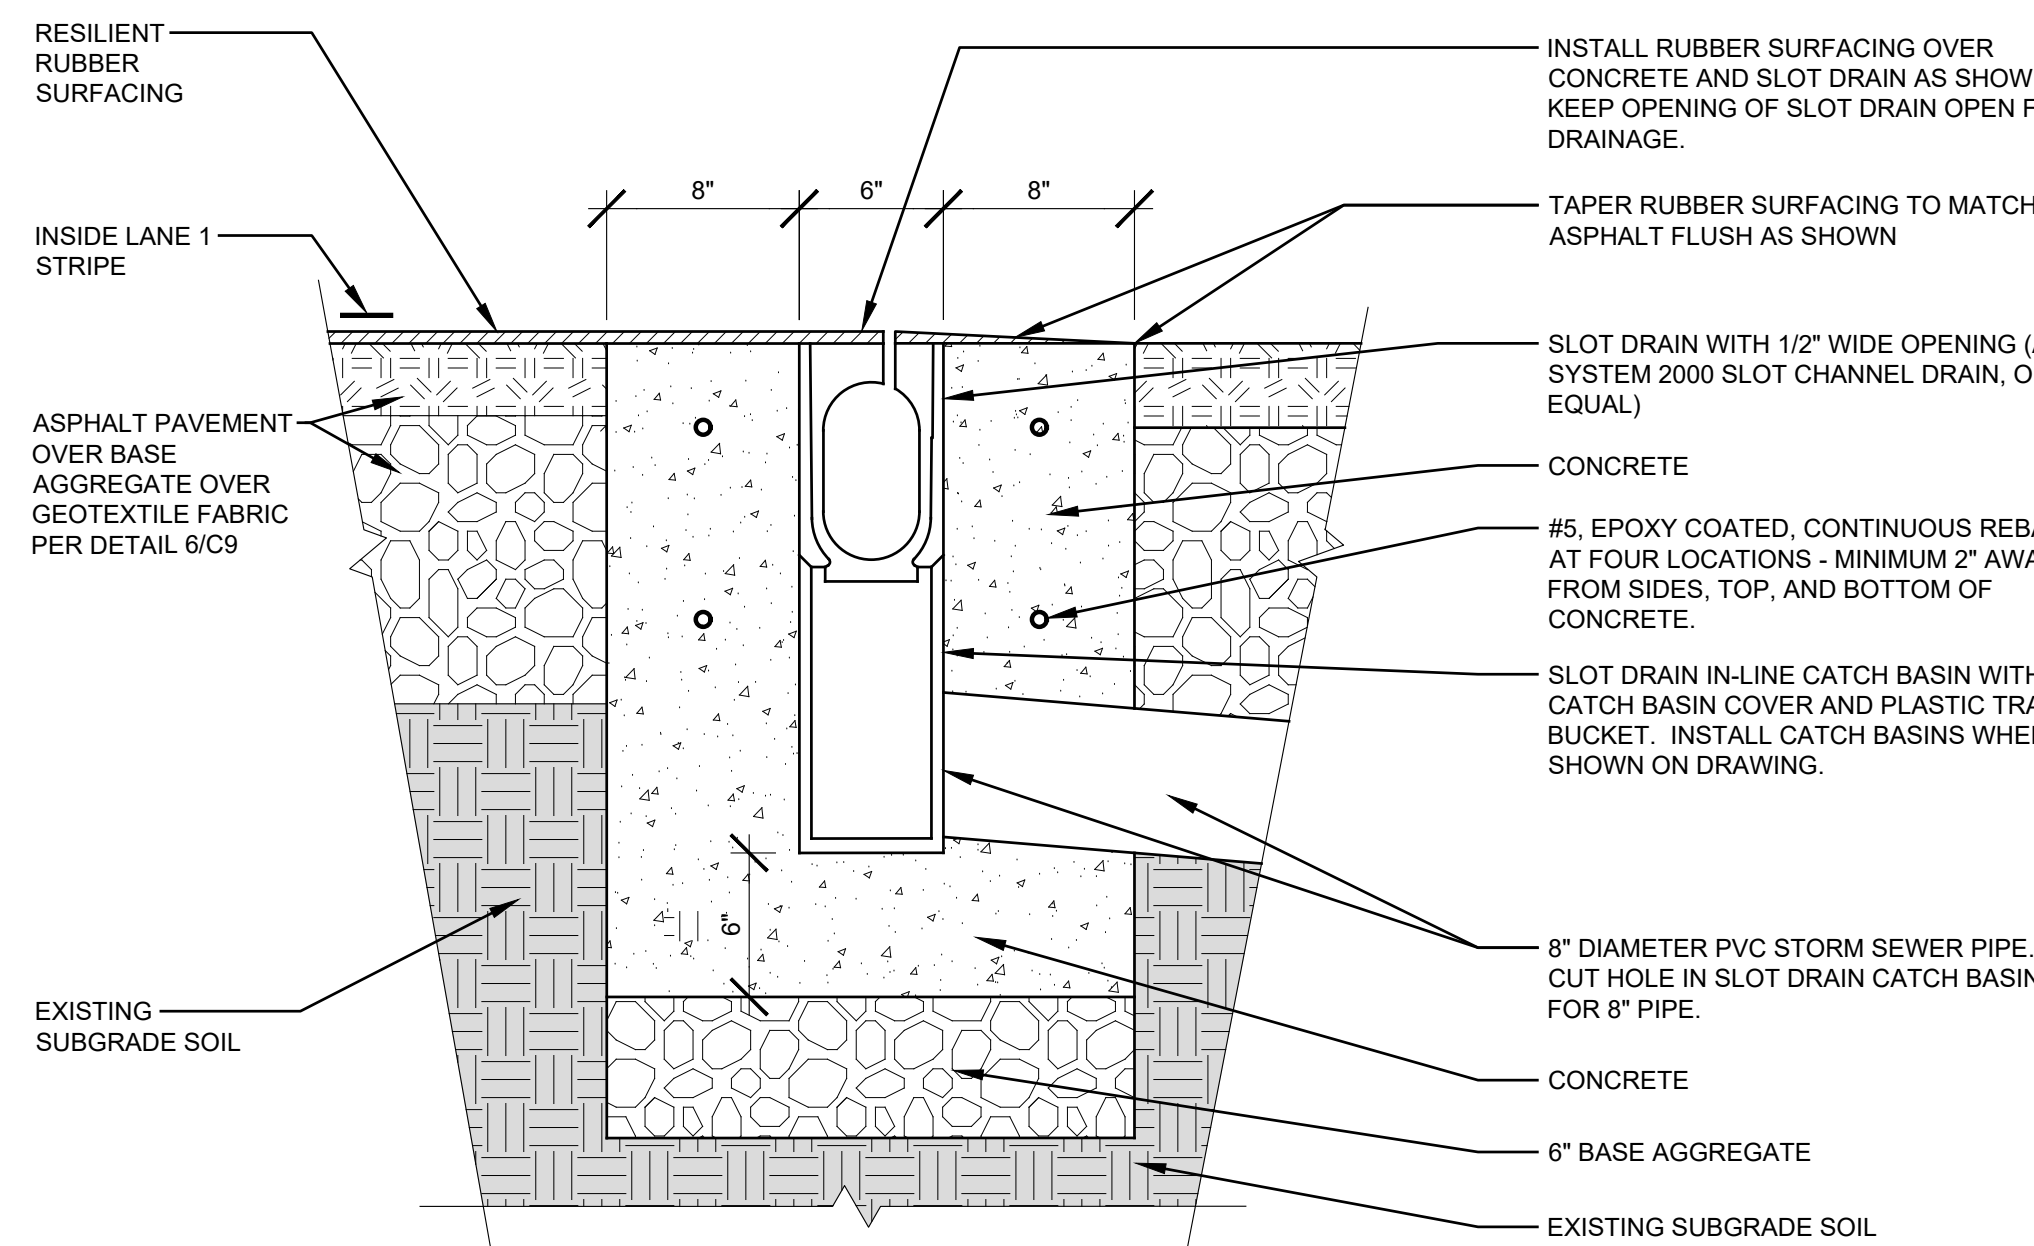 RESILIENT
RUBBER
SURFACING
INSIDE LANE 1
STRIPE
ASPHALT PAVEMENT
OVER BASE
AGGREGATE OVER
GEOTEXTILE FABRIC
PER DETAIL 6/C9
EXISTING
SUBGRADE SOIL
8"
6"
8"
6"
INSTALL RUBBER SURFACING OVER
CONCRETE AND SLOT DRAIN AS
KEEP OPENING OF SLOT DRAIN OPEN
DRAINAGE.
TAPER RUBBER SURFACING TO MATCH
ASPHALT FLUSH AS SHOWN
SLOT DRAIN WITH 1/2" WIDE OPENING
SYSTEM 2000 SLOT CHANNEL DRAIN,
EQUAL)
CONCRETE
#5, EPOXY COATED, CONTINUOUS
AT FOUR LOCATIONS - MINIMUM 2"
FROM SIDES, TOP, AND BOTTOM OF
CONCRETE.
SLOT DRAIN IN-LINE CATCH BASIN WITH
CATCH BASIN COVER AND PLASTIC
BUCKET. INSTALL CATCH BASINS
SHOWN ON DRAWING.
8" DIAMETER PVC STORM SEWER PIPE.
CUT HOLE IN SLOT DRAIN CATCH BASIN
FOR 8" PIPE.
CONCRETE
6" BASE AGGREGATE
EXISTING SUBGRADE SOIL